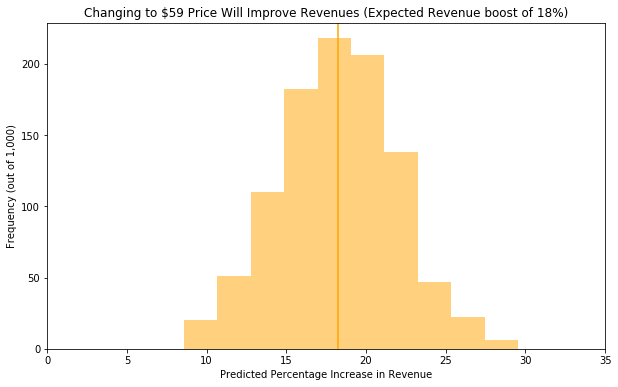 Changing to $59 Price Will Improve Revenues (Expected Revenue boost of 18%)
Frequency (out of 1,000)
200
150
100
50
0
0 5 10 15 20 25 30 35
Predicted Percentage Increase in Revenue